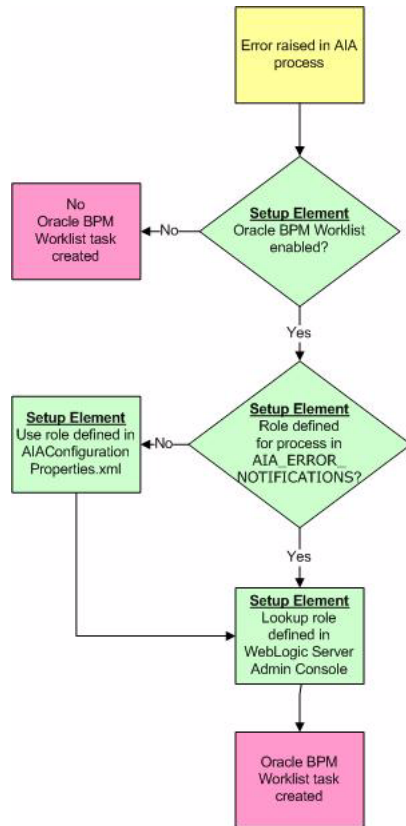 Error raised in AIA
process
Setup Element
Oracle BPM Worklist
enabled?
No
No
Oracle BPM
Worklist task
created
Yes
Setup Element
Role defined
for process in
AIA_ERROR_
NOTIFICATIONS?
No
Setup Element
Use role defined in
AIAConfiguration
Properties.xml
Yes
Setup Element
Lookup role
defined in
WebLogic Server
Admin Console
Oracle BPM
Worklist task
created